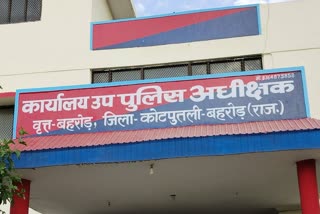 कार्यालय उप पुलिस अधीक्षक
वृत्त-बहरोड़, जिला-कोटपुतली-बहरोड़ (राज.)